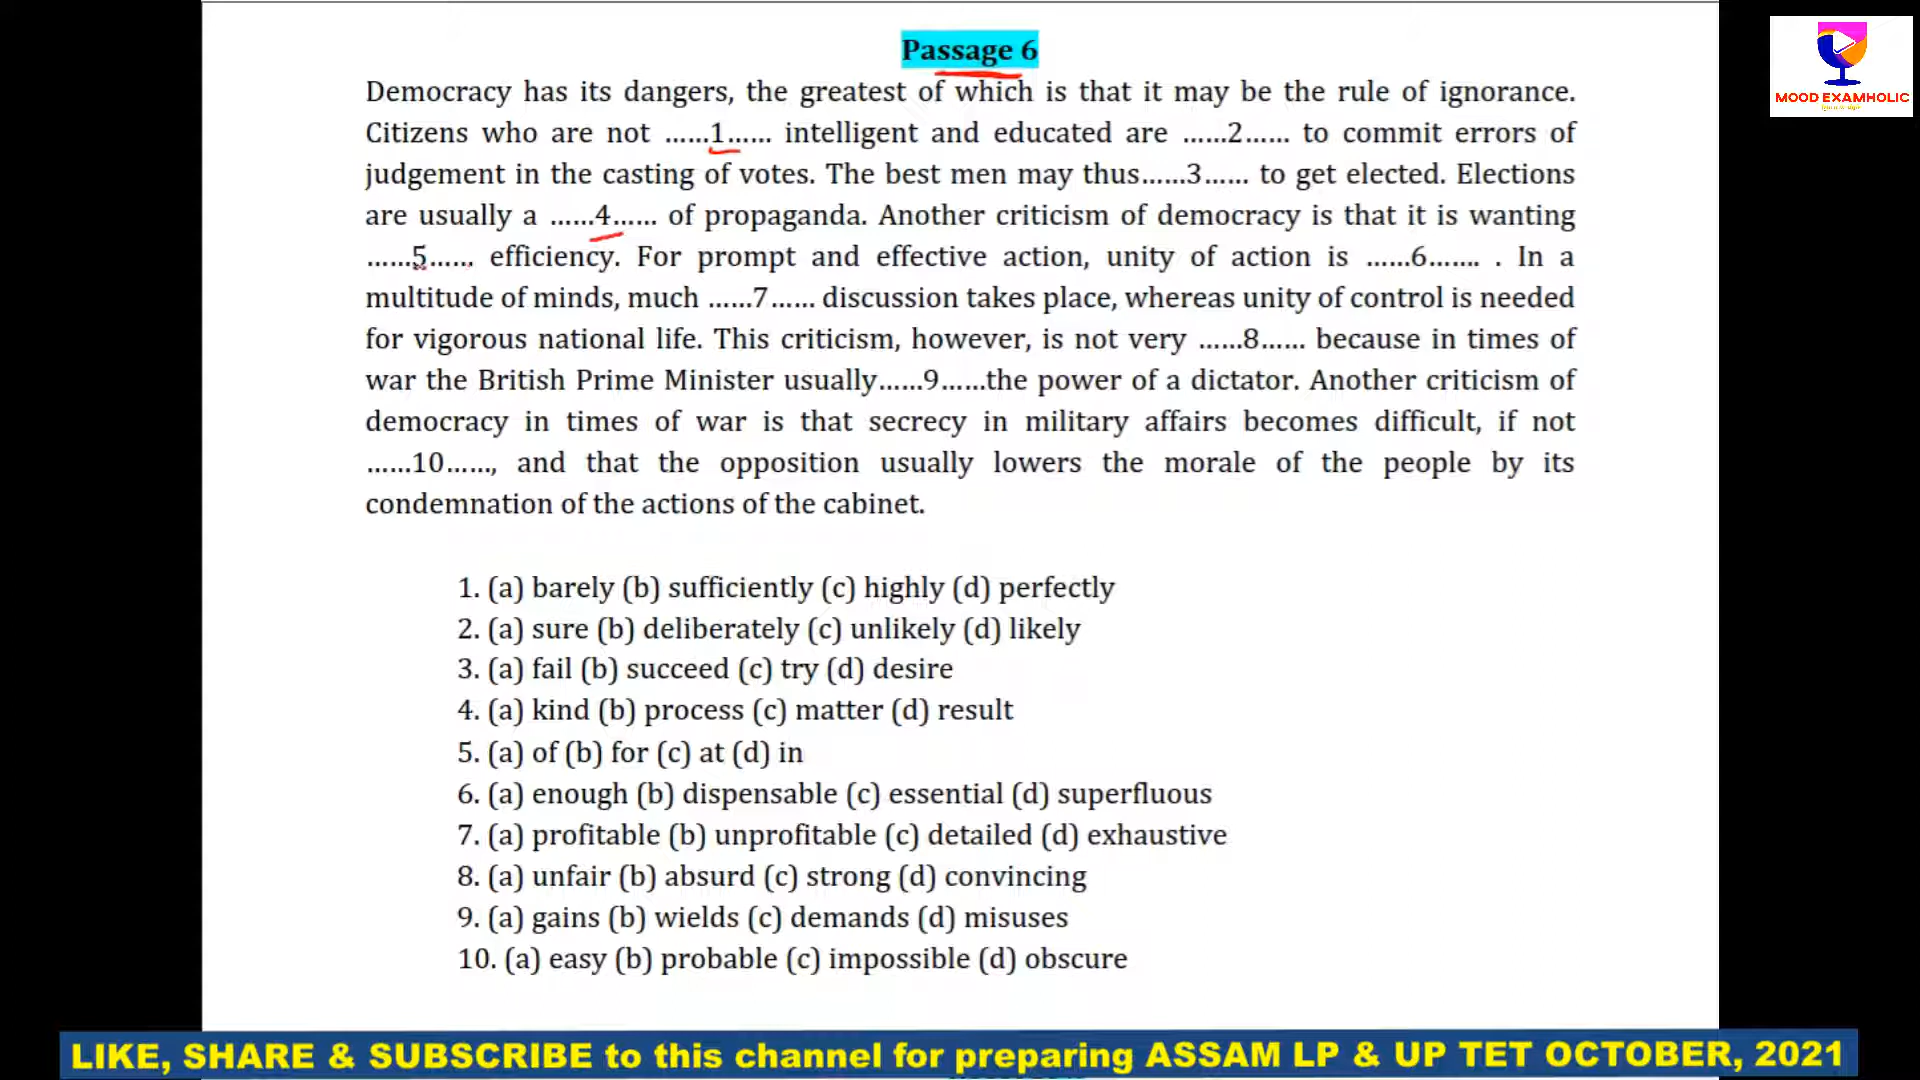 Passage 6
MOOD EXAMHOLIC
Democracy has its dangers, the greatest of which is that it may be the rule of ignorance.
Citizens who are not ......1...... intelligent and educated are ......2...... to commit errors of
judgement in the casting of votes. The best men may thus......3...... to get elected. Elections
are usually a ......4...... of propaganda. Another criticism of democracy is that it is wanting
......5...... efficiency. For prompt and effective action, unity of action is ......6....... . In a
multitude of minds, much ......7...... discussion takes place, whereas unity of control is needed
for vigorous national life. This criticism, however, is not very ......8...... because in times of
war the British Prime Minister usually......9......the power of a dictator. Another criticism of
democracy in times of war is that secrecy in military affairs becomes difficult, if not
......10......, and that the opposition usually lowers the morale of the people by its
condemnation of the actions of the cabinet.
1. (a) barely (b) sufficiently (c) highly (d) perfectly
2. (a) sure (b) deliberately (c) unlikely (d) likely
3. (a) fail (b) succeed (c) try (d) desire
4. (a) kind (b) process (c) matter (d) result
5. (a) of (b) for (c) at (d) in
6. (a) enough (b) dispensable (c) essential (d) superfluous
7. (a) profitable (b) unprofitable (c) detailed (d) exhaustive
8. (a) unfair (b) absurd (c) strong (d) convincing
9. (a) gains (b) wields (c) demands (d) misuses
10. (a) easy (b) probable (c) impossible (d) obscure
LIKE, SHARE & SUBSCRIBE to this channel for preparing ASSAM LP & UP TET OCTOBER, 2021